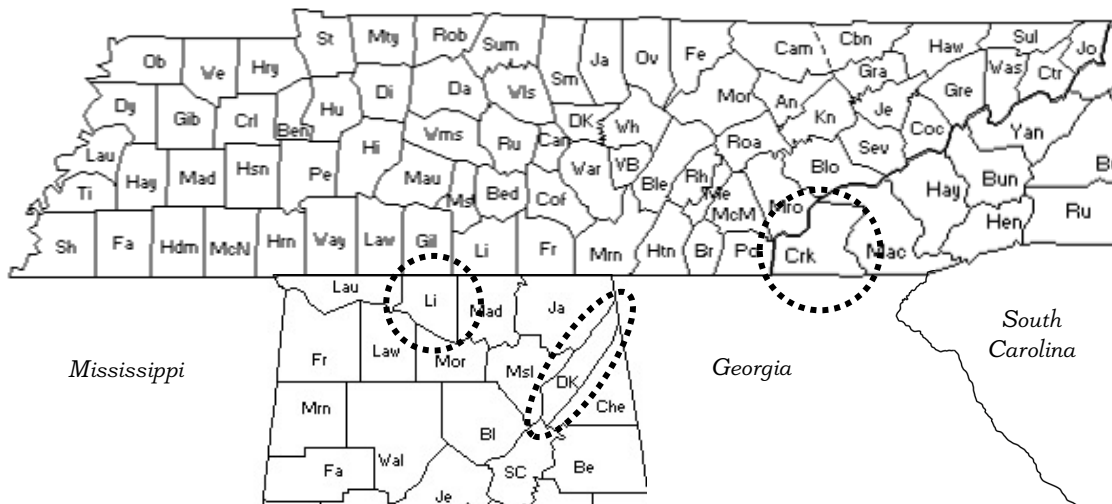 St Mty Rob Sum Sm Ja Ov Fe Cam Cbn Haw Sul Jo
Ob We Hry Di Da Wls Mor An Gra Gre Was Ctr
Dy Gib Crl Ben Hu Wms Ru Can DK Wh Kn Je Coc Yan
Lau Hay Mad Hsn Pe Hi Mau Ms Bed Cof War VB Ble Rh Roa Blo Sev Hay Bun
Ti Me McM Mro Hen Ru
Sh Fa Hdm McN Hrn Way Law Gil Li Fr Mrn Htn Br Crk Mac
Lau Li Mad Ja
South
Carolina
Mississippi
Fr Law Mor Msl DK
Georgia
Mrn Bl Che
Fa Wal SC Be
Je